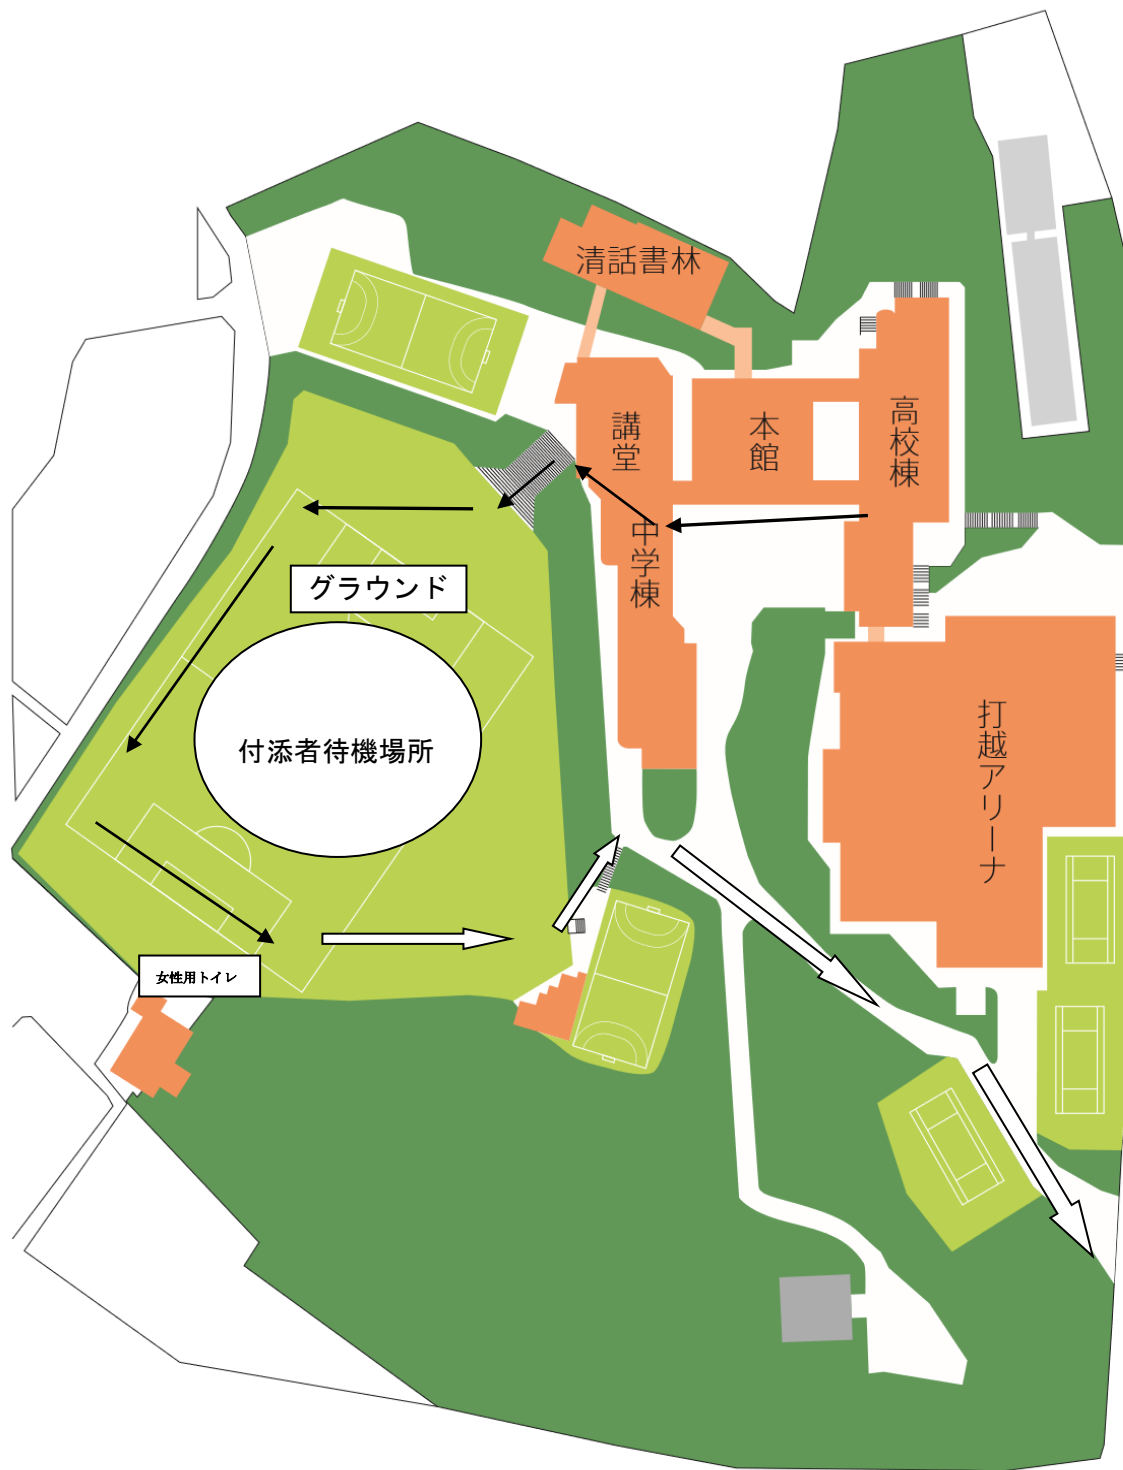 清話書林
講堂
本館
高校棟
中学棟
グラウンド
付添者待機場所
打越アリーナ
女性用トイレ